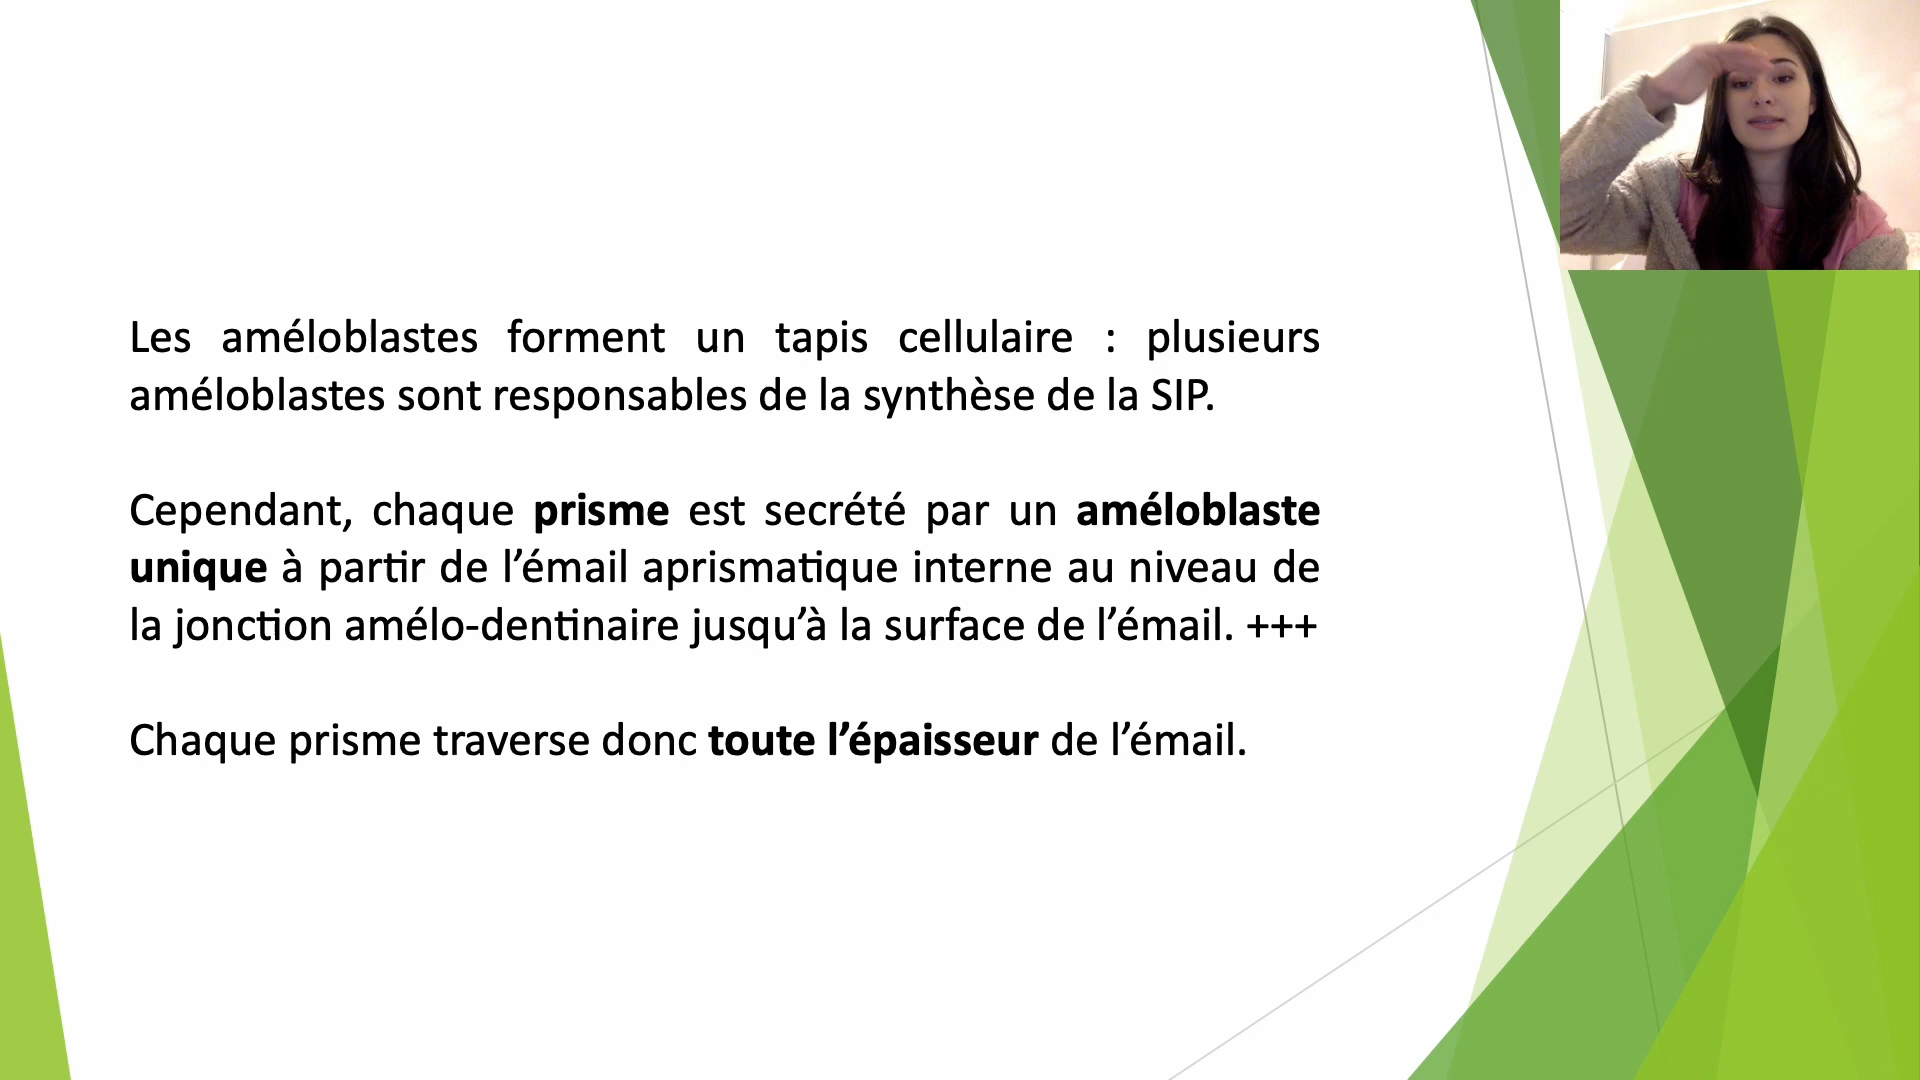 Les améloblastes forment un tapis cellulaire : plusieurs
améloblastes sont responsables de la synthèse de la SIP.
Cependant, chaque prisme est secrété par un améloblaste
unique à partir de l’émail aprismatique interne au niveau de
la jonction amélo-dentinaire jusqu’à la surface de l’émail. +++
Chaque prisme traverse donc toute l’épaisseur de l’émail.